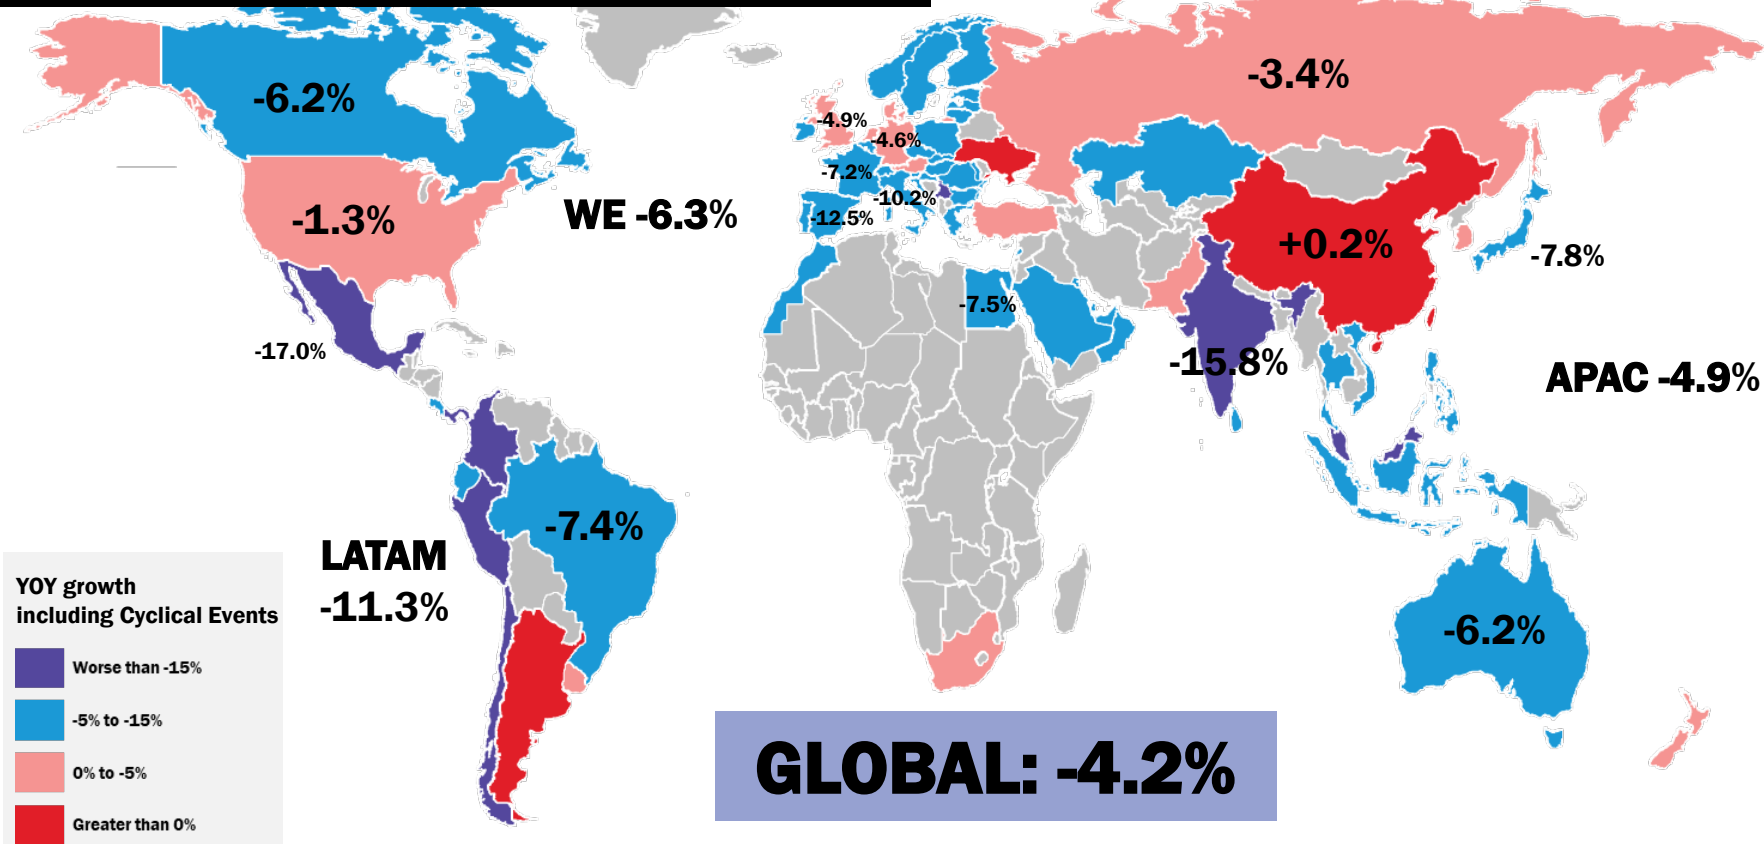 -3.4%
-6.2%
-4.9%
-4.6%
-7.2%
-10.2%
-12.5%
WE -6.3%
-1.3%
+0.2%
-7.8%
-7.5%
-17.0%
-15.8%
APAC -4.9%
-7.4%
LATAM
-11.3%
-6.2%
YOY growth
including Cyclical Events
Worse than -15%
-5% to -15%
0% to -5%
Greater than 0%
GLOBAL: -4.2%